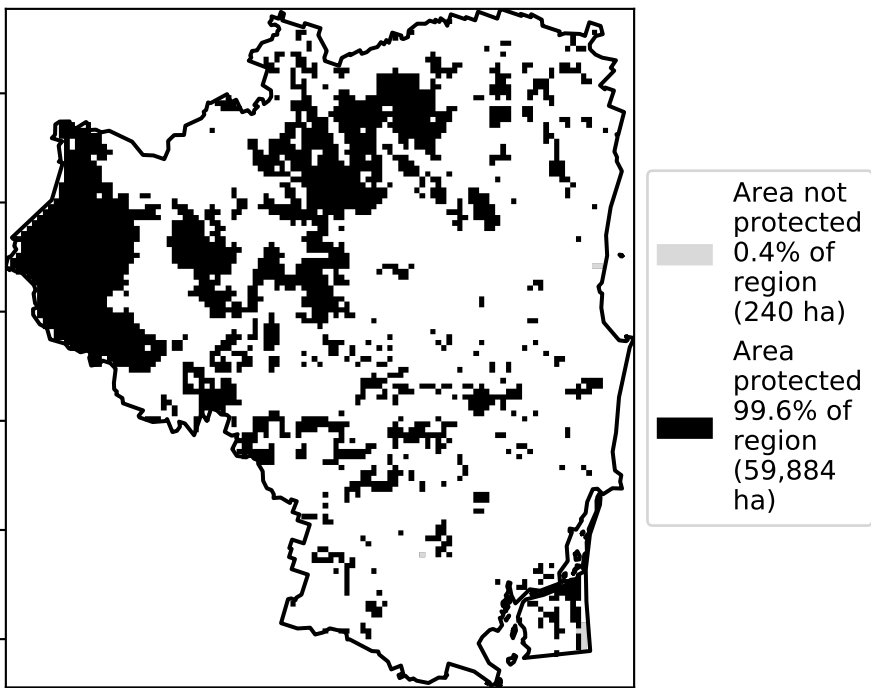 Area not
protected
0.4% of
region
(240 ha)
Area
protected
99.6% of
region
(59,884
ha)